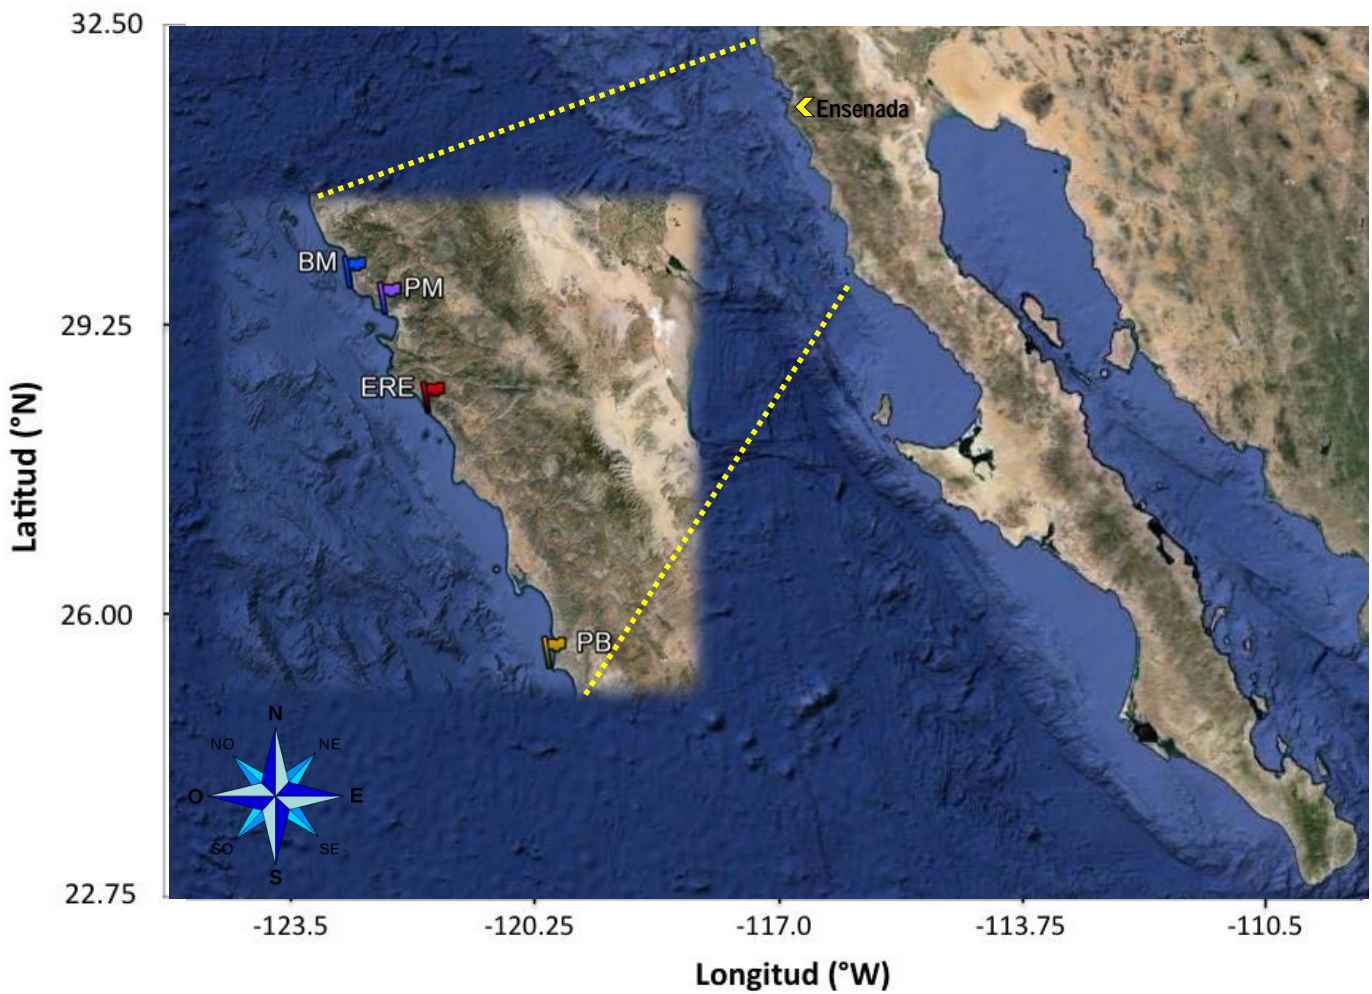 32.50
Ensenada
BM
PM
29.25
ERE
Latitud (°N)
26.00
PB
N
NO
NE
O
E
SO
SE
S
22.75
-123.5
-120.25
-117.0
-113.75
-110.5
Longitud (°W)